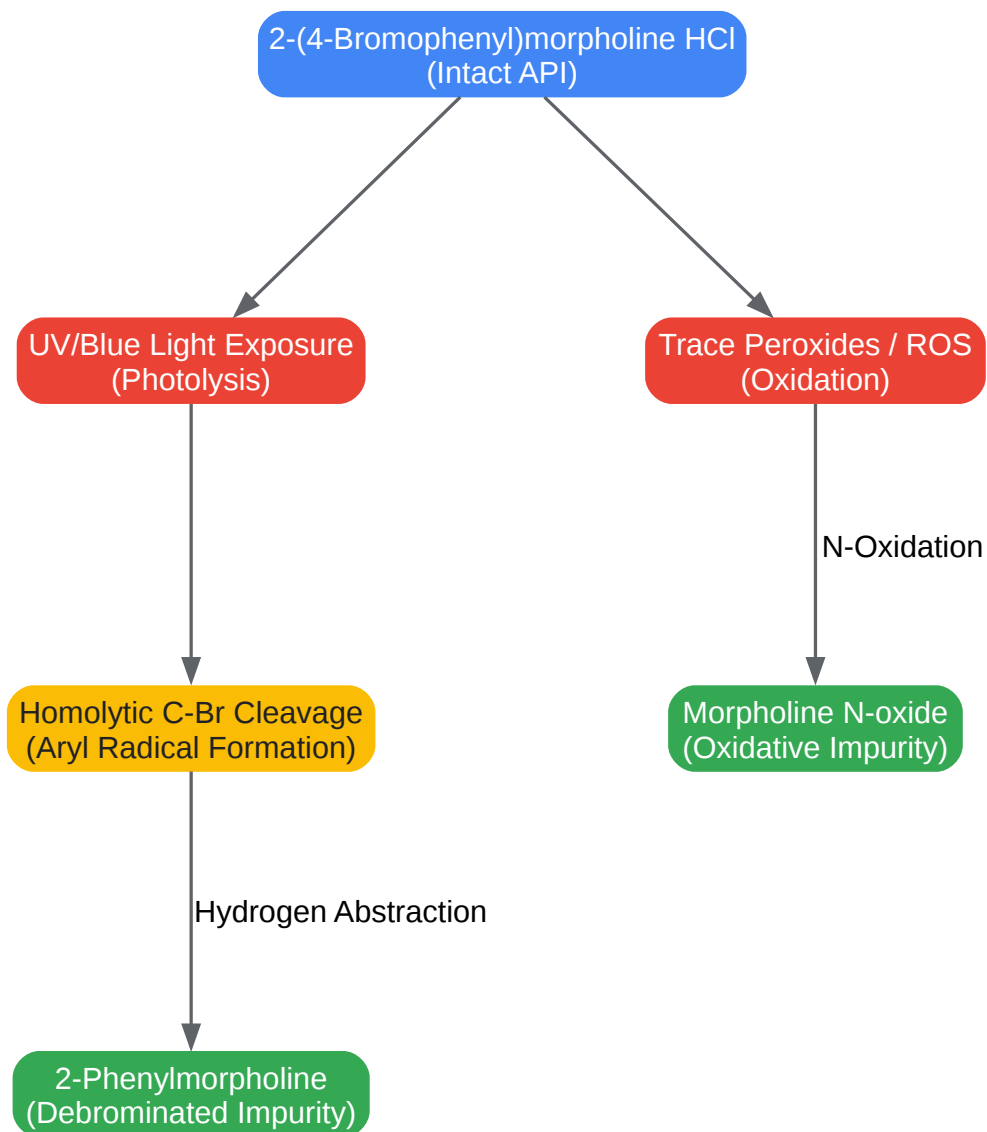 2-(4-Bromophenyl)morpholine HCl
(Intact API)
UV/Blue Light Exposure
(Photolysis)
Trace Peroxides / ROS
(Oxidation)
N-Oxidation
Homolytic C-Br Cleavage
(Aryl Radical Formation)
Morpholine N-oxide
(Oxidative Impurity)
Hydrogen Abstraction
2-Phenylmorpholine
(Debrominated Impurity)